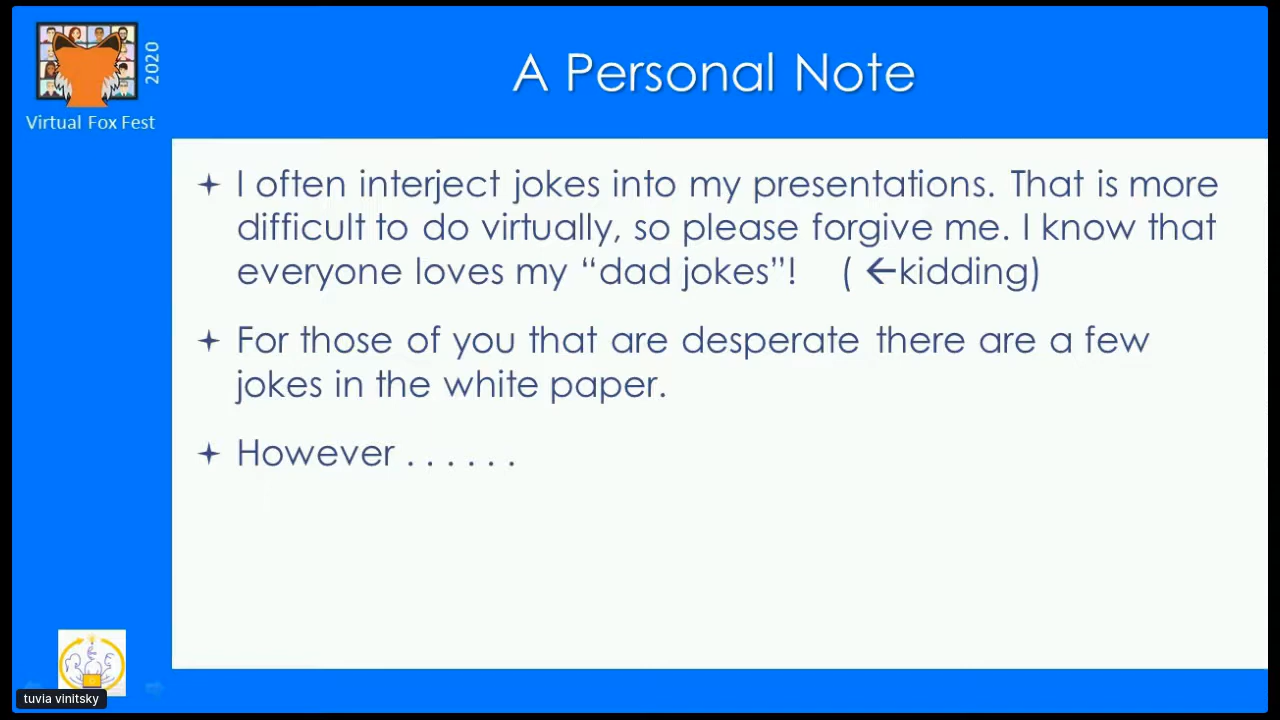 A Personal Note
2020
Virtual Fox Fest
I often interject jokes into my presentations. That is more
difficult to do virtually, so please forgive me. I know that
everyone loves my “dad jokes”! ( ←kidding)
For those of you that are desperate there are a few
jokes in the white paper.
However . . . . . .
tuvia vinitsky